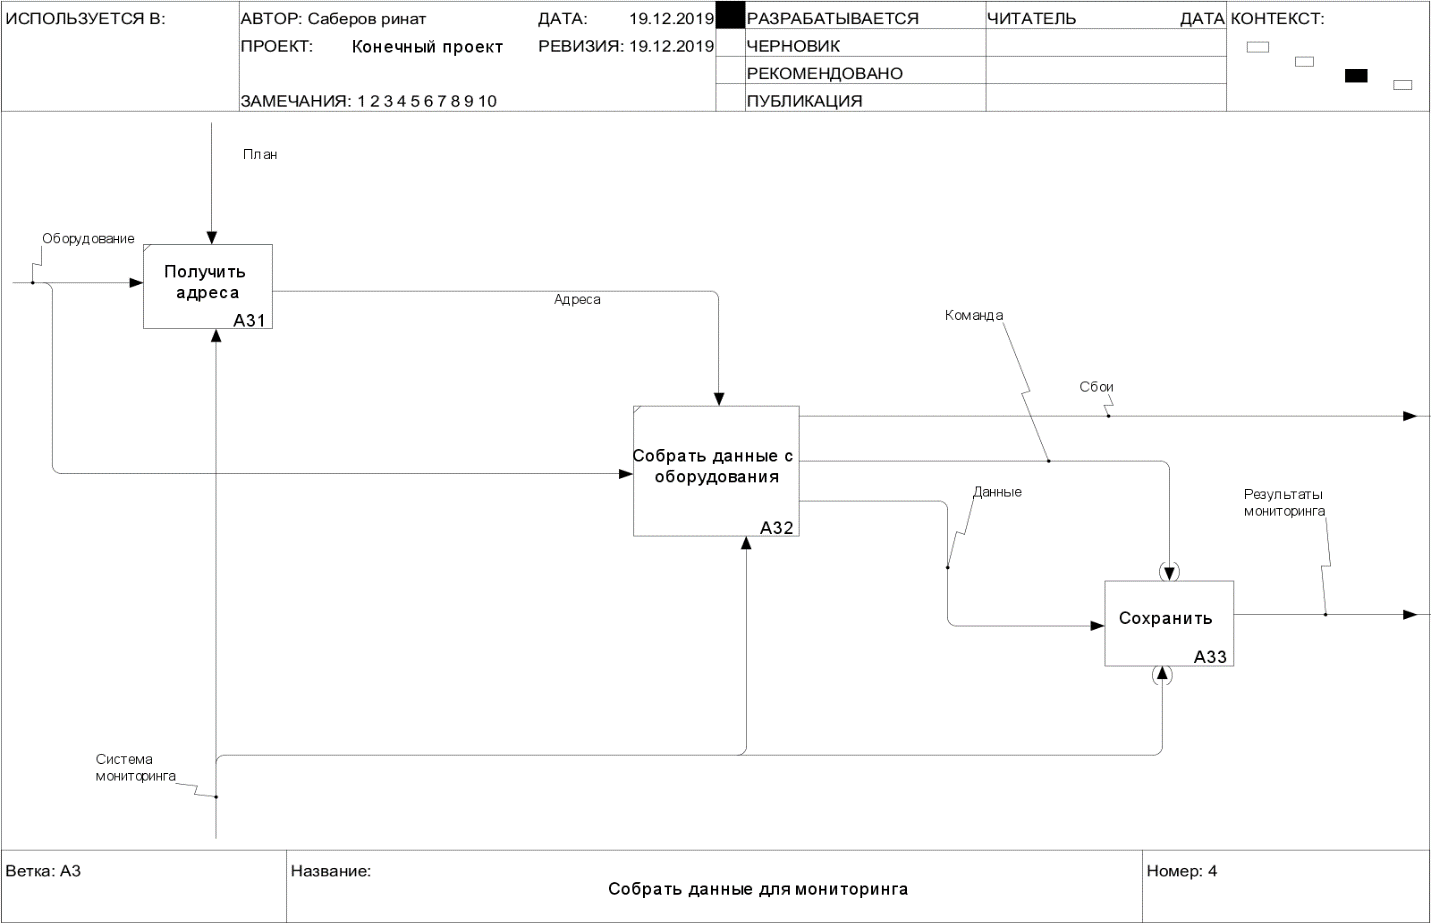 ИСПОЛЬЗУЕТСЯ В:
АВТОР: Саберов ринат
ДАТА: 19.12.2019
ПРОЕКТ: Конечный проект
РЕВИЗИЯ: 19.12.2019
ЗАМЕЧАНИЯ: 1 2 3 4 5 6 7 8 9 10
РАЗРАБАТЫВАЕТСЯ
ЧЕРНОВИК
РЕКОМЕНДОВАНО
ПУБЛИКАЦИЯ
ЧИТАТЕЛЬ
ДАТА
КОНТЕКСТ:
План
Оборудование
Получить
адреса
A31
Адреса
Команда
Сбои
Собрать данные с
оборудования
A32
Данные
Результаты
мониторинга
Сохранить
A33
Система
мониторинга
Ветка: A3
Название:
Собрать данные для мониторинга
Номер: 4